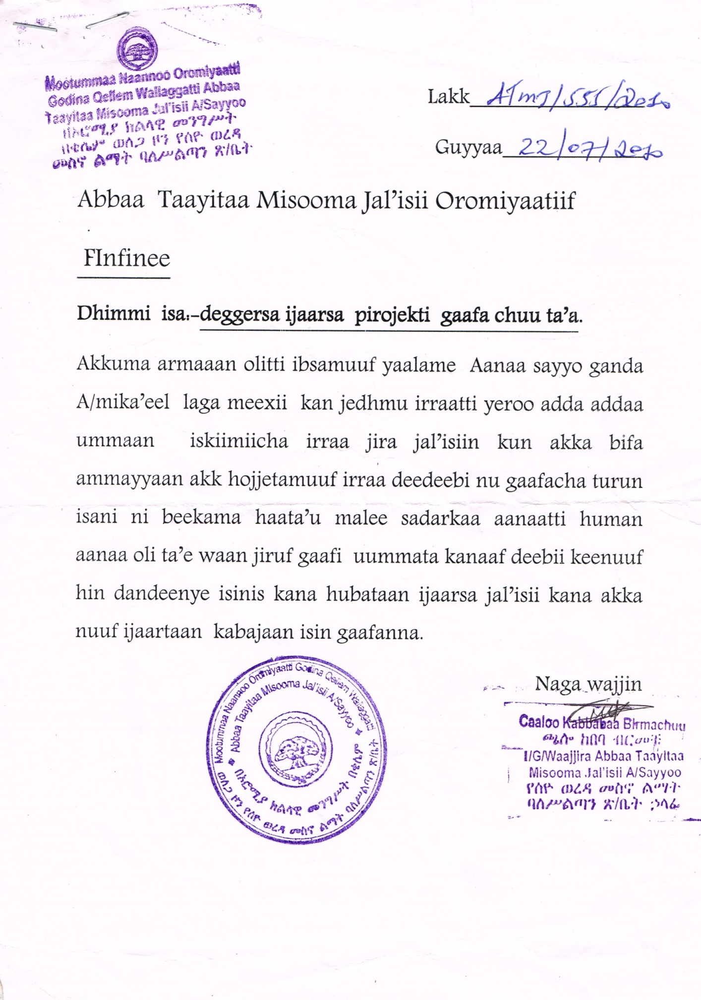 Mootummaa Naannoo Oromiyaatti
Godina Qellem Wallaggatti Abbaa
Taayitaa Misooma Jal'isii A/Sayyoo
በኦሮሚያ ክልላዊ መንግሥት
በቄሌም ወለጋ ዞን የሰዮ ወረዳ
መስኖ ልማት ባለሥልጣን ጽ/ቤት
Lakk ATMJ/555/2010
Guyyaa 22/07/2010
Abbaa Taayitaa Misooma Jal’isii Oromiyaatiif
FInfinee
Dhimmi isa:-deggersa ijaarsa pirojekti gaafa chuu ta’a.
Akkuma armaaan olitti ibsamuuf yaalame Aanaa sayyo ganda
A/mika’eel laga meexii kan jedhmu irraatti yeroo adda addaa
ummaan iskiimiicha irraa jira jal’isiin kun akka bifa
ammayyaan akk hojjetamuuf irraa deedeebi nu gaafacha turun
isani ni beekama haata’u malee sadarkaa aanaatti human
aanaa oli ta’e waan jiruf gaafi uummata kanaaf deebii keenuuf
hin dandeenye isinis kana hubataan ijaarsa jal’isii kana akka
nuuf ijaartaan kabajaan isin gaafanna.
Naga wajjin
Caaloo Kabbabaa Birmachuu
ጫሎ ከበባ ብርመቹ
I/G/Waajjira Abbaa Taayitaa
Misooma Jal'isii A/Sayyoo
የሰዮ ወረዳ መስኖ ልማት
ባለሥልጣን ጽ/ቤት ኃላፊ
Mootummaa Naannoo Oromiyaatti Godina Qellem Wallaggatti
Abbaa Taayitaa Misooma Jal'isii A/Sayyoo
በኦሮሚያ ክልላዊ መንግሥት በቄሌም
ወለጋ ዞን የሰዮ ወረዳ መስኖ ልማት ባለሥልጣን ጽ/ቤት